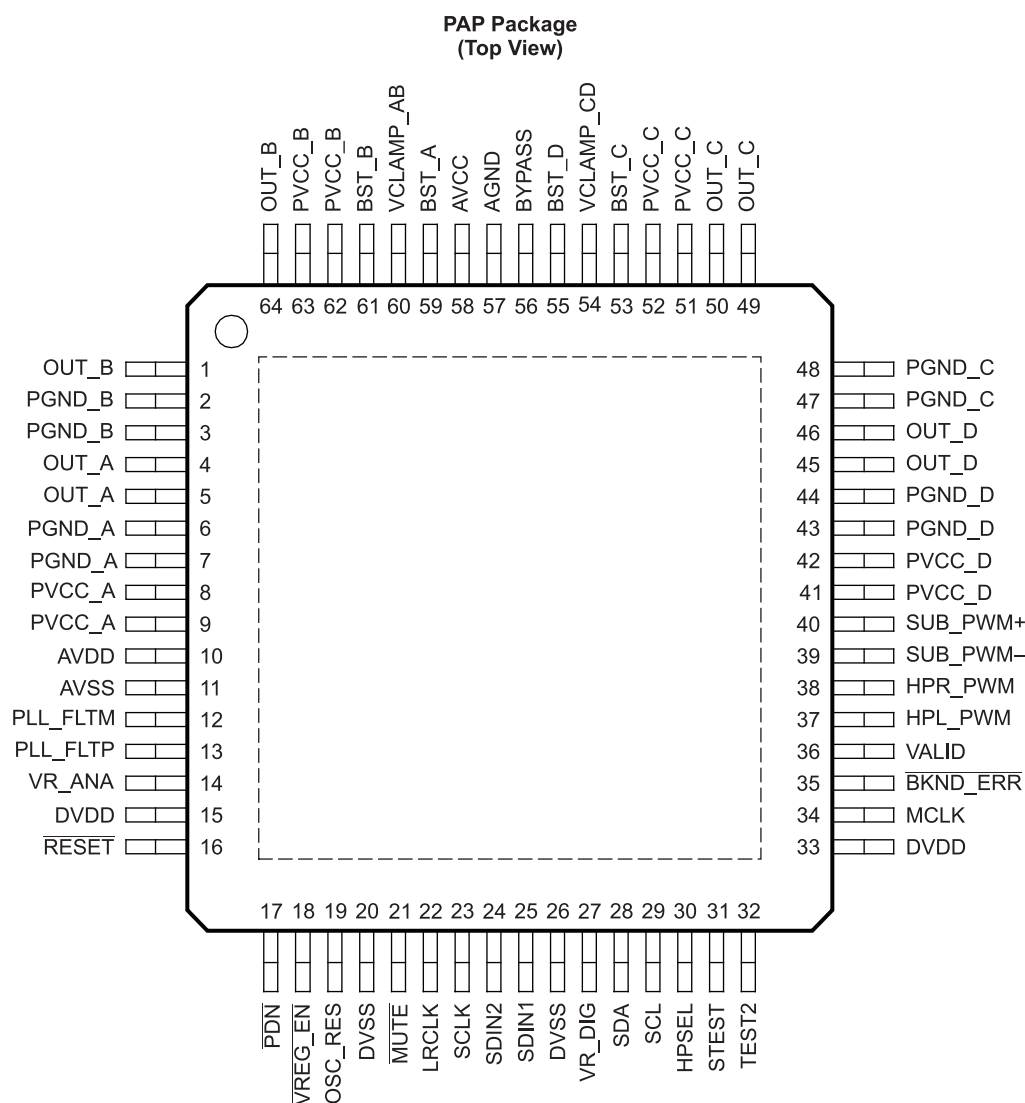 PAP Package
(Top View)
OUT_B
PVCC_B
PVCC_B
BST_B
VCLAMP_AB
BST_A
AVCC
AGND
BYPASS
BST_D
VCLAMP_CD
BST_C
PVCC_C
PVCC_C
OUT_C
OUT_C
64 63 62 61 60 59 58 57 56 55 54 53 52 51 50 49
OUT_B 1 48 PGND_C
PGND_B 2 47 PGND_C
PGND_B 3 46 OUT_D
OUT_A 4 45 OUT_D
OUT_A 5 44 PGND_D
PGND_A 6 43 PGND_D
PGND_A 7 42 PVCC_D
PVCC_A 8 41 PVCC_D
PVCC_A 9 40 SUB_PWM+
AVDD 10 39 SUB_PWM–
AVSS 11 38 HPR_PWM
PLL_FLTM 12 37 HPL_PWM
PLL_FLTP 13 36 VALID
VR_ANA 14 35 BKND_ERR
DVDD 15 34 MCLK
RESET 16 33 DVDD
17 18 19 20 21 22 23 24 25 26 27 28 29 30 31 32
PDN
VREG_EN
OSC_RES
DVSS
MUTE
LRCLK
SCLK
SDIN2
SDIN1
DVSS
VR_DIG
SDA
SCL
HPSEL
STEST
TEST2